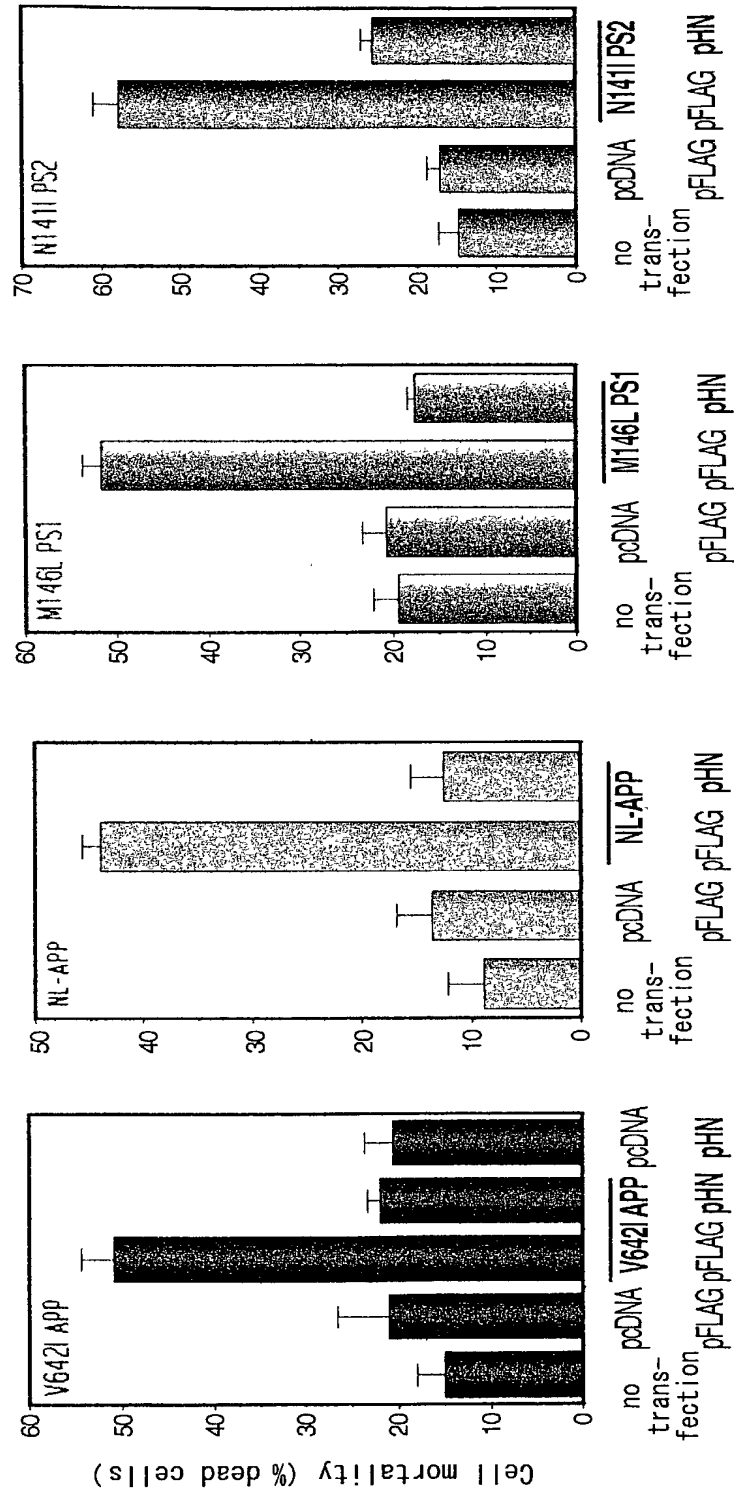 Cell mortality (% dead cells)
V642I APP
60
50
40
30
20
10
0
no trans-fection
pcDNA V642I APP pcDNA
pFLAG pFLAG pHN pHN
NL-APP
50
40
30
20
10
0
no trans-fection
pcDNA NL-APP
pFLAG pFLAG pHN
M146L PS1
60
50
40
30
20
10
0
no trans-fection
pcDNA M146L PS1
pFLAG pFLAG pHN
N141I PS2
70
60
50
40
30
20
10
0
no trans-fection
pcDNA N141I PS2
pFLAG pFLAG pHN